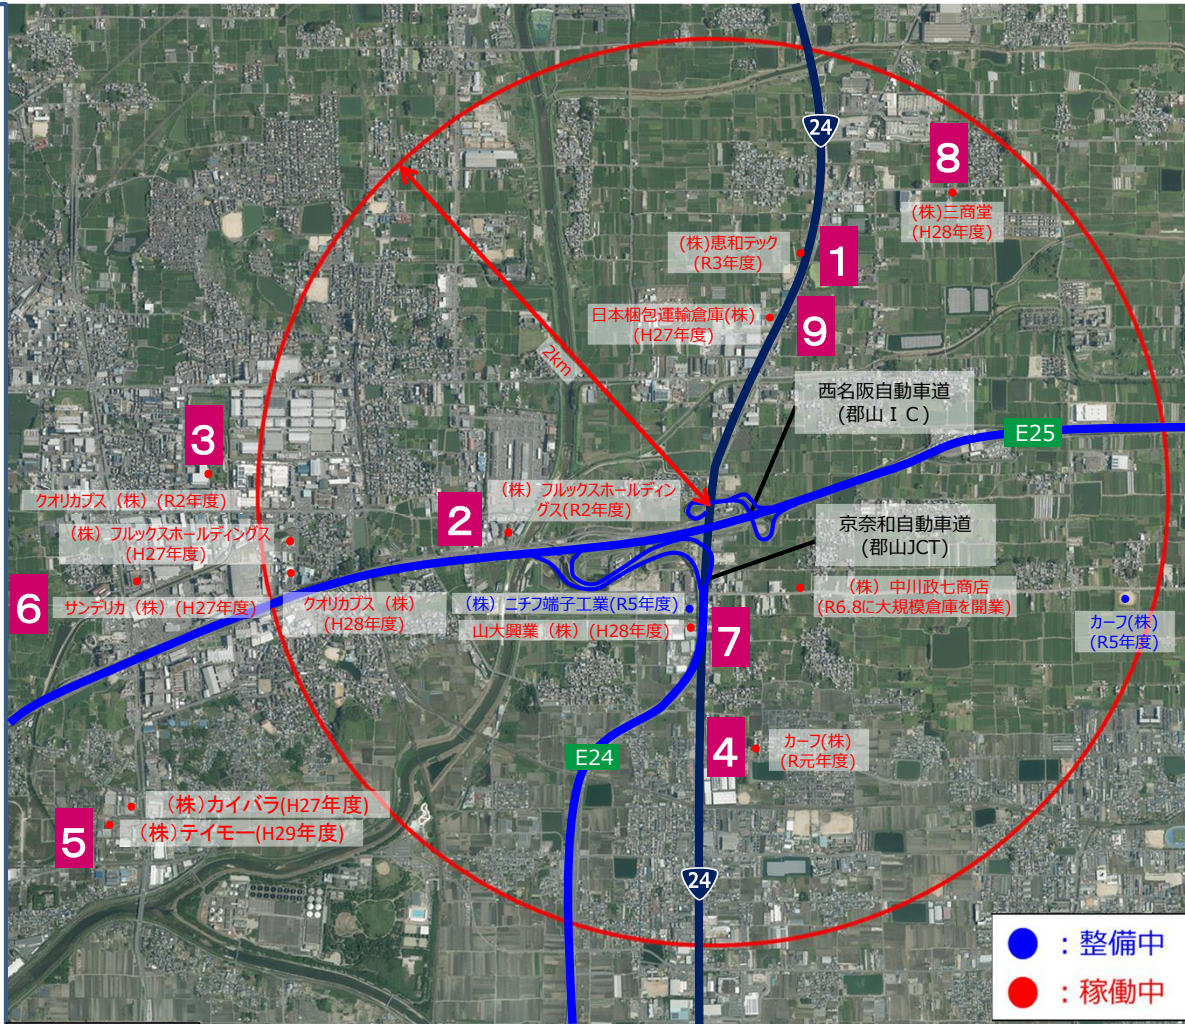 24
8
(株)三商堂
(H28年度)
(株)恵和テック
(R3年度)
1
日本梱包運輸倉庫(株)
(H27年度)
9
2km
西名阪自動車道
(郡山ＩＣ)
E25
3
クオリカプス（株）(R2年度)
2
（株）フルックスホールディン
グス(R2年度)
（株）フルックスホールディングス
(H27年度)
京奈和自動車道
(郡山JCT)
6
サンデリカ（株）(H27年度)
クオリカプス（株）
(H28年度)
（株）ニチフ端子工業(R5年度)
山大興業（株）(H28年度)
7
（株）中川政七商店
(R6.8に大規模倉庫を開業)
カーフ(株)
(R5年度)
E24
4
カーフ(株)
(R元年度)
5
（株）カイバラ(H27年度)
（株）テイモー(H29年度)
24
：整備中
：稼働中